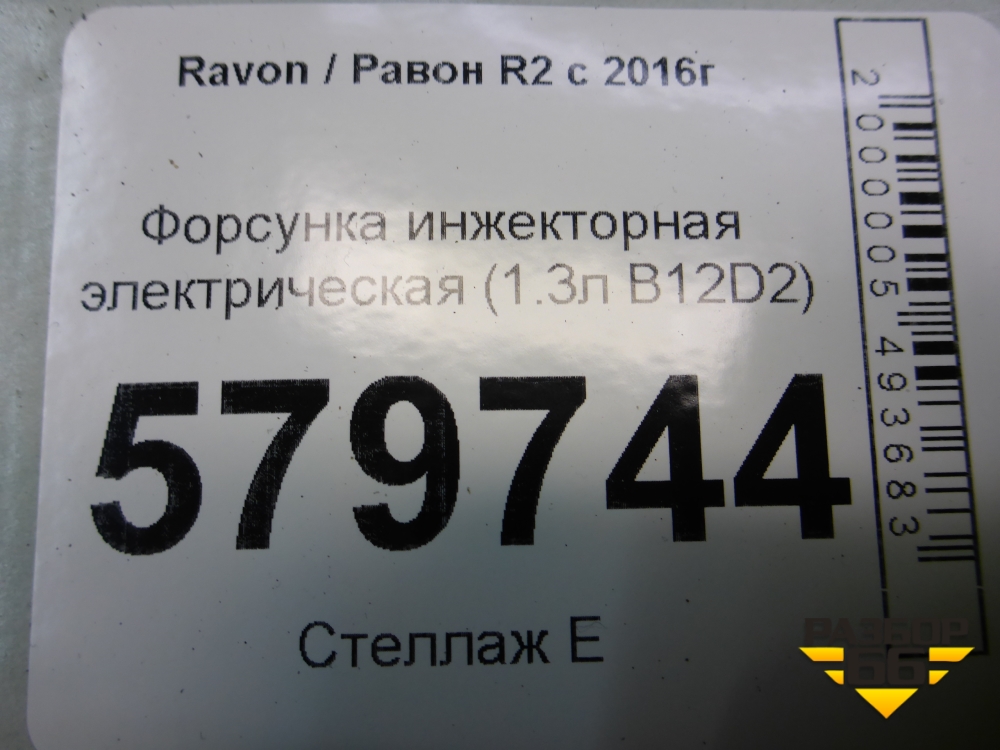 Ravon / Равон R2 с 2016г
Форсунка инжекторная
электрическая (1.3л B12D2)
579744
Стеллаж Е
2000005493683
РАЗБОР
66